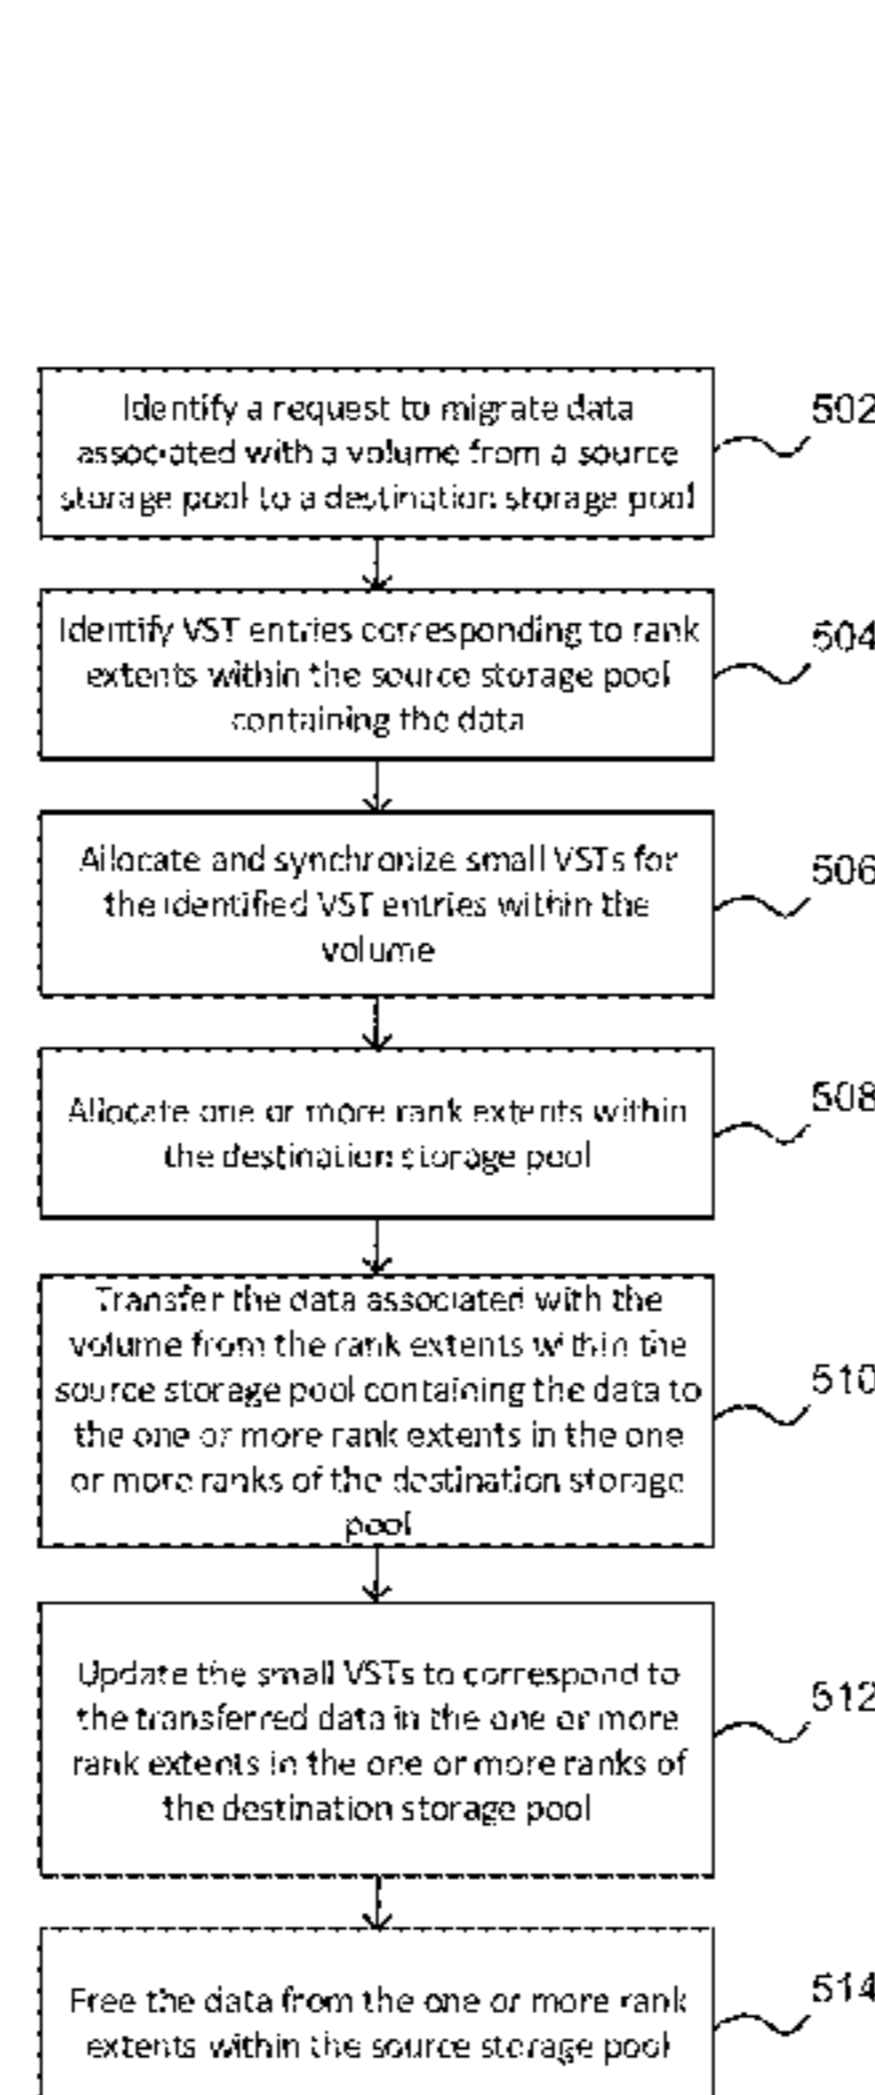 Identify a request to migrate data
associated with a volume from a source
storage pool to a destination storage pool
502
Identify VST entries corresponding to rank
extents within the source storage pool
containing the data
504
Allocate and synchronize small VSTs for
the identified VST entries within the
volume
506
Allocate one or more rank extents within
the destination storage pool
508
Transfer the data associated with the
volume from the rank extents within the
source storage pool containing the data to
the one or more rank extents in the one
or more ranks of the destination storage
pool
510
Update the small VSTs to correspond to
the transferred data in the one or more
rank extents in the one or more ranks of
the destination storage pool
512
Free the data from the one or more rank
extents within the source storage pool
514